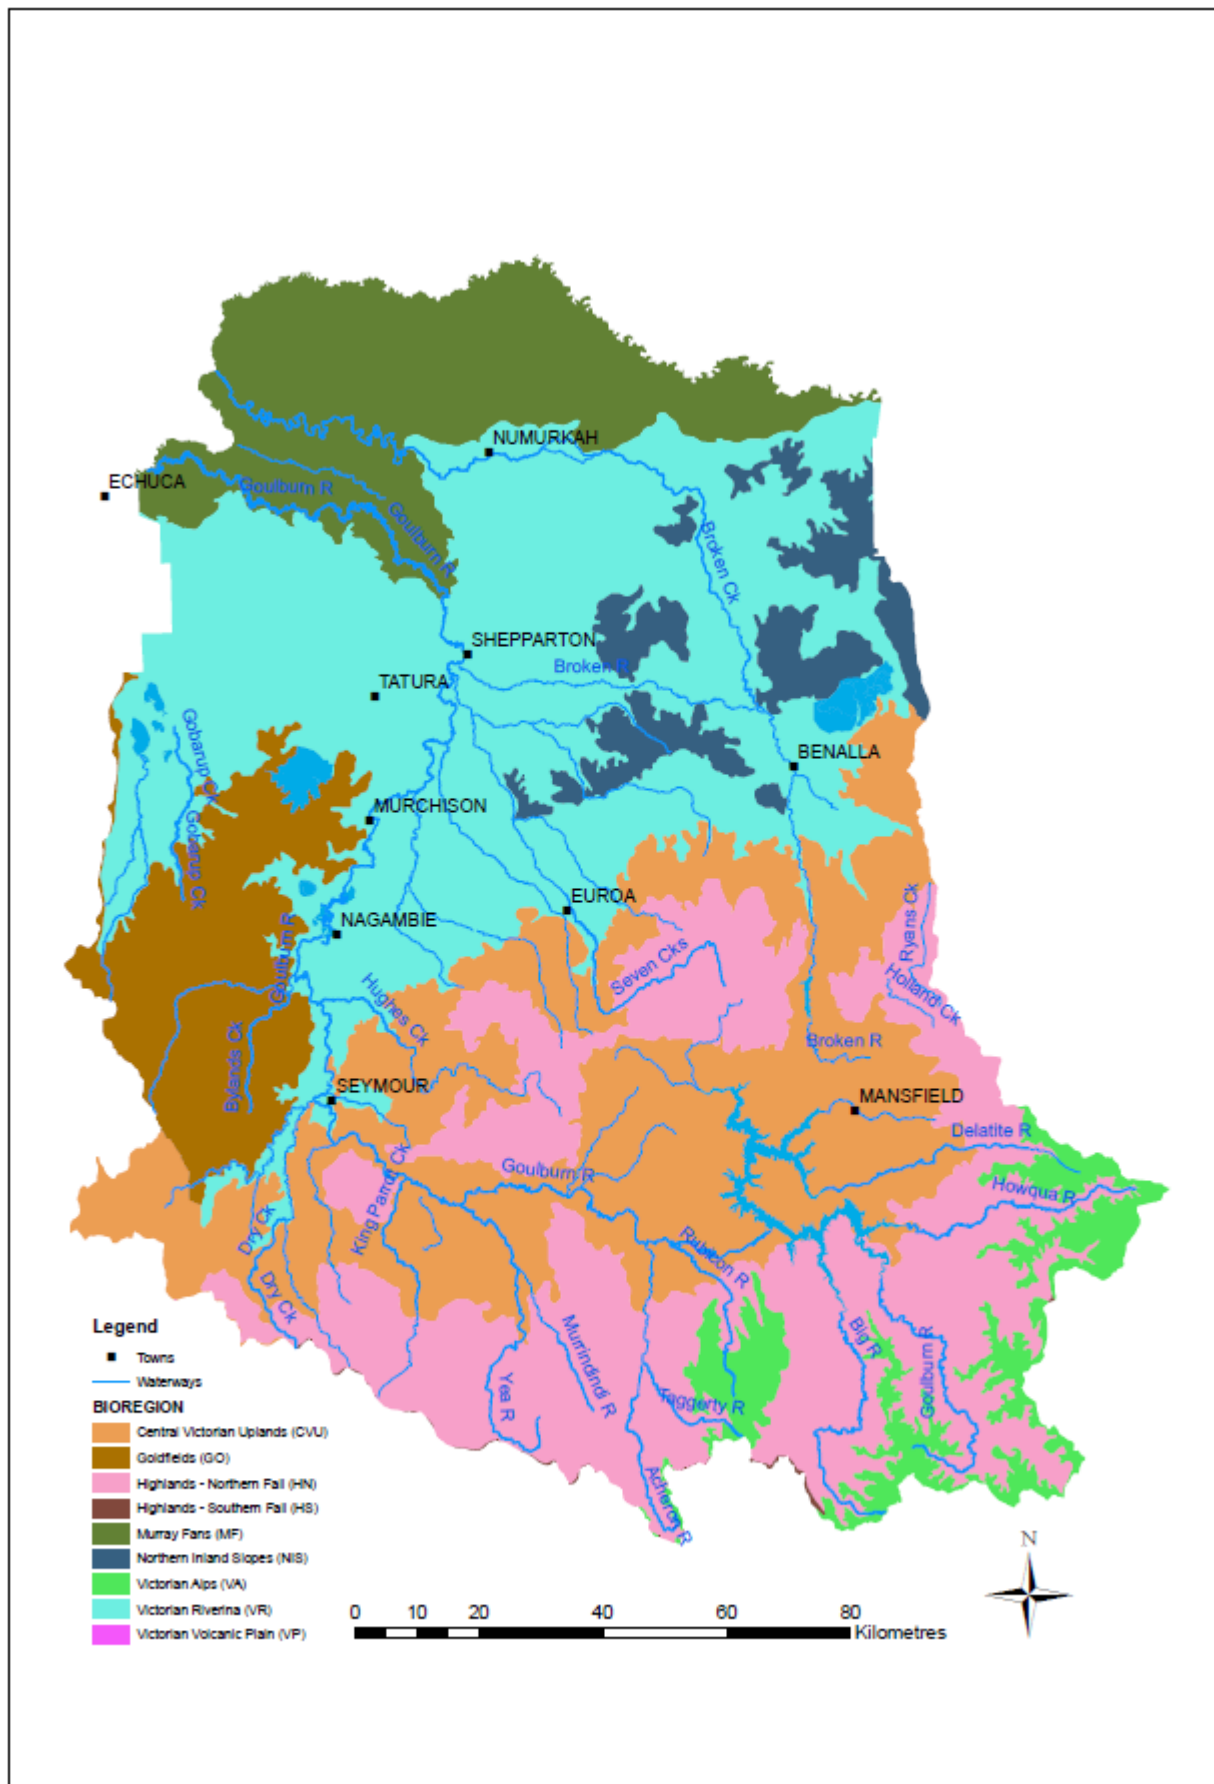 NUMURKAH
ECHUCA
Goulburn R
Goulburn R
Broken Ck
SHEPPARTON
Broken R
TATURA
Gobarup Ck
BENALLA
MURCHISON
Gobarup Ck
EUROA
Ryans Ck
NAGAMBIE
Goulburn R
Seven Cks
Holland Ck
Hughes Ck
Broken R
Bylands Ck
SEYMOUR
MANSFIELD
Delatite R
Goulburn R
Howqua R
King Parrot Ck
Dry Ck
Rubicon R
Dry Ck
Big R
Goulburn R
Murrindindi R
Yea R
Taggerty R
Acheron R
Legend
Towns
Waterways
BIOREGION
Central Victorian Uplands (CVU)
Goldfields (GO)
Highlands - Northern Fall (HN)
Highlands - Southern Fall (HS)
Murray Fans (MF)
Northern Inland Slopes (NIS)
Victorian Alps (VA)
Victorian Riverina (VR)
Victorian Volcanic Plain (VP)
N
0 10 20 40 60 80
Kilometres